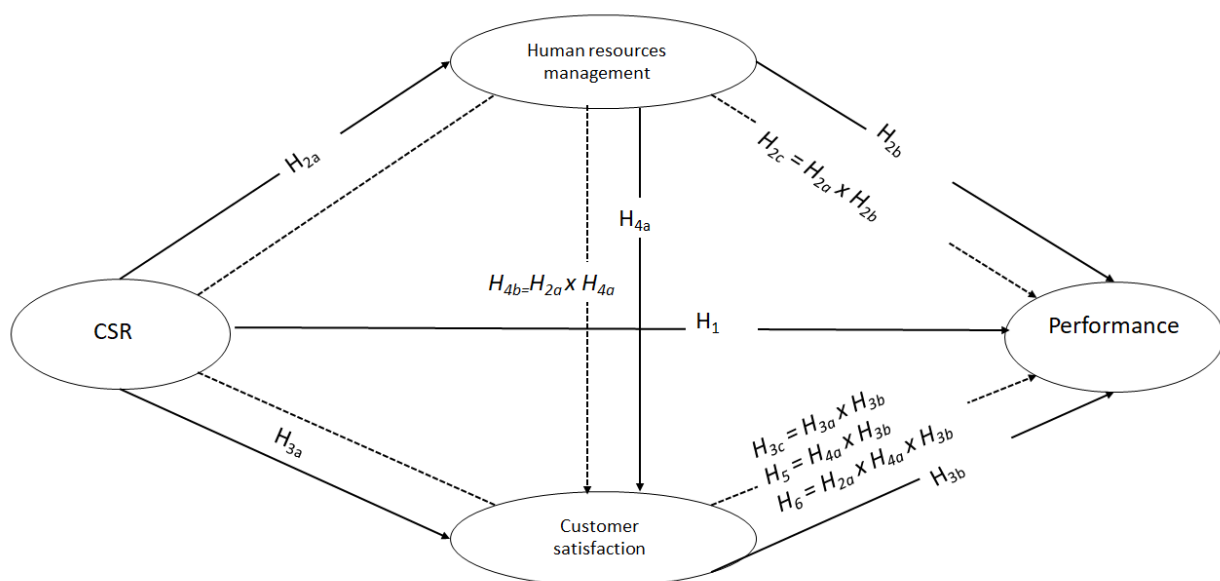 Human resources
management
H2a
H2b
H2c = H2a x H2b
H4a
H4b=H2a x H4a
CSR
H1
Performance
H3a
H3c = H3a x H3b
H5 = H4a x H3b
H6 = H2a x H4a x H3b
H3b
Customer
satisfaction